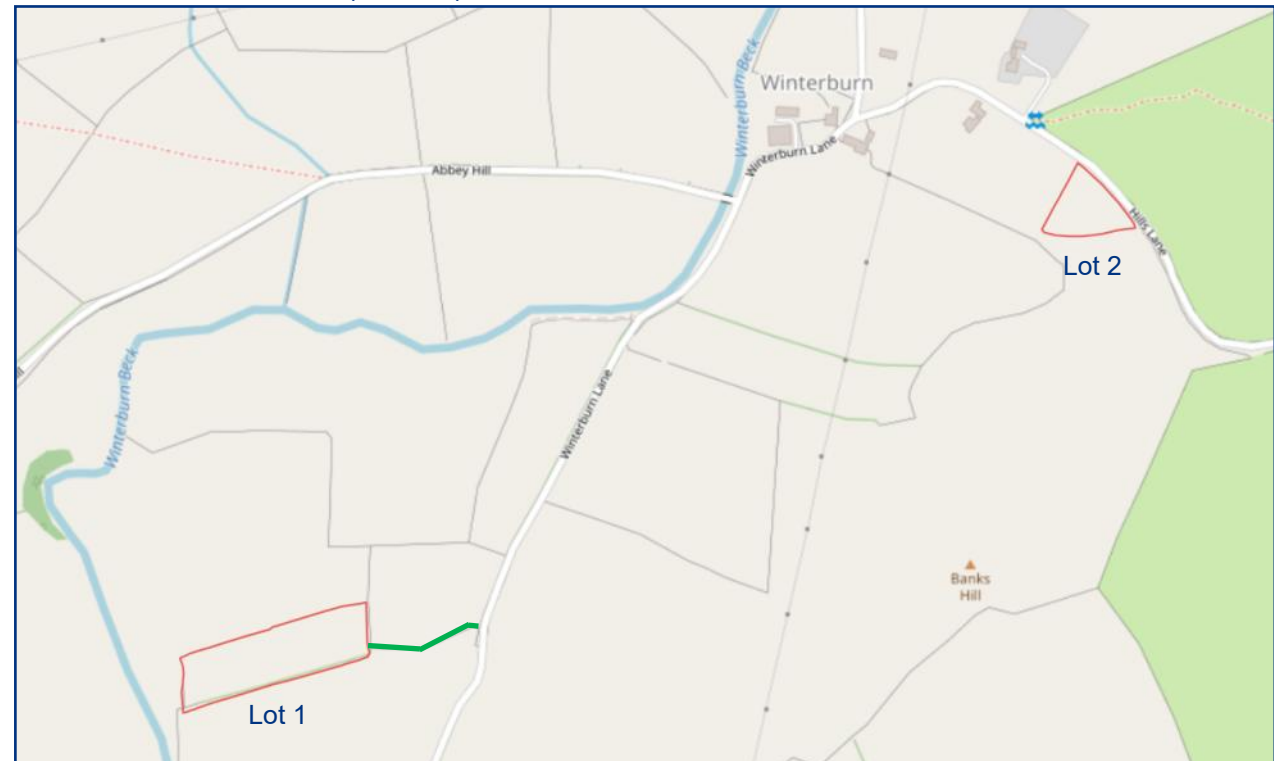 Winterburn Beck
Winterburn
Abbey Hill
Winterburn Lane
Hills Lane
Lot 2
Winterburn Beck
Winterburn Lane
Banks
Hill
Lot 1